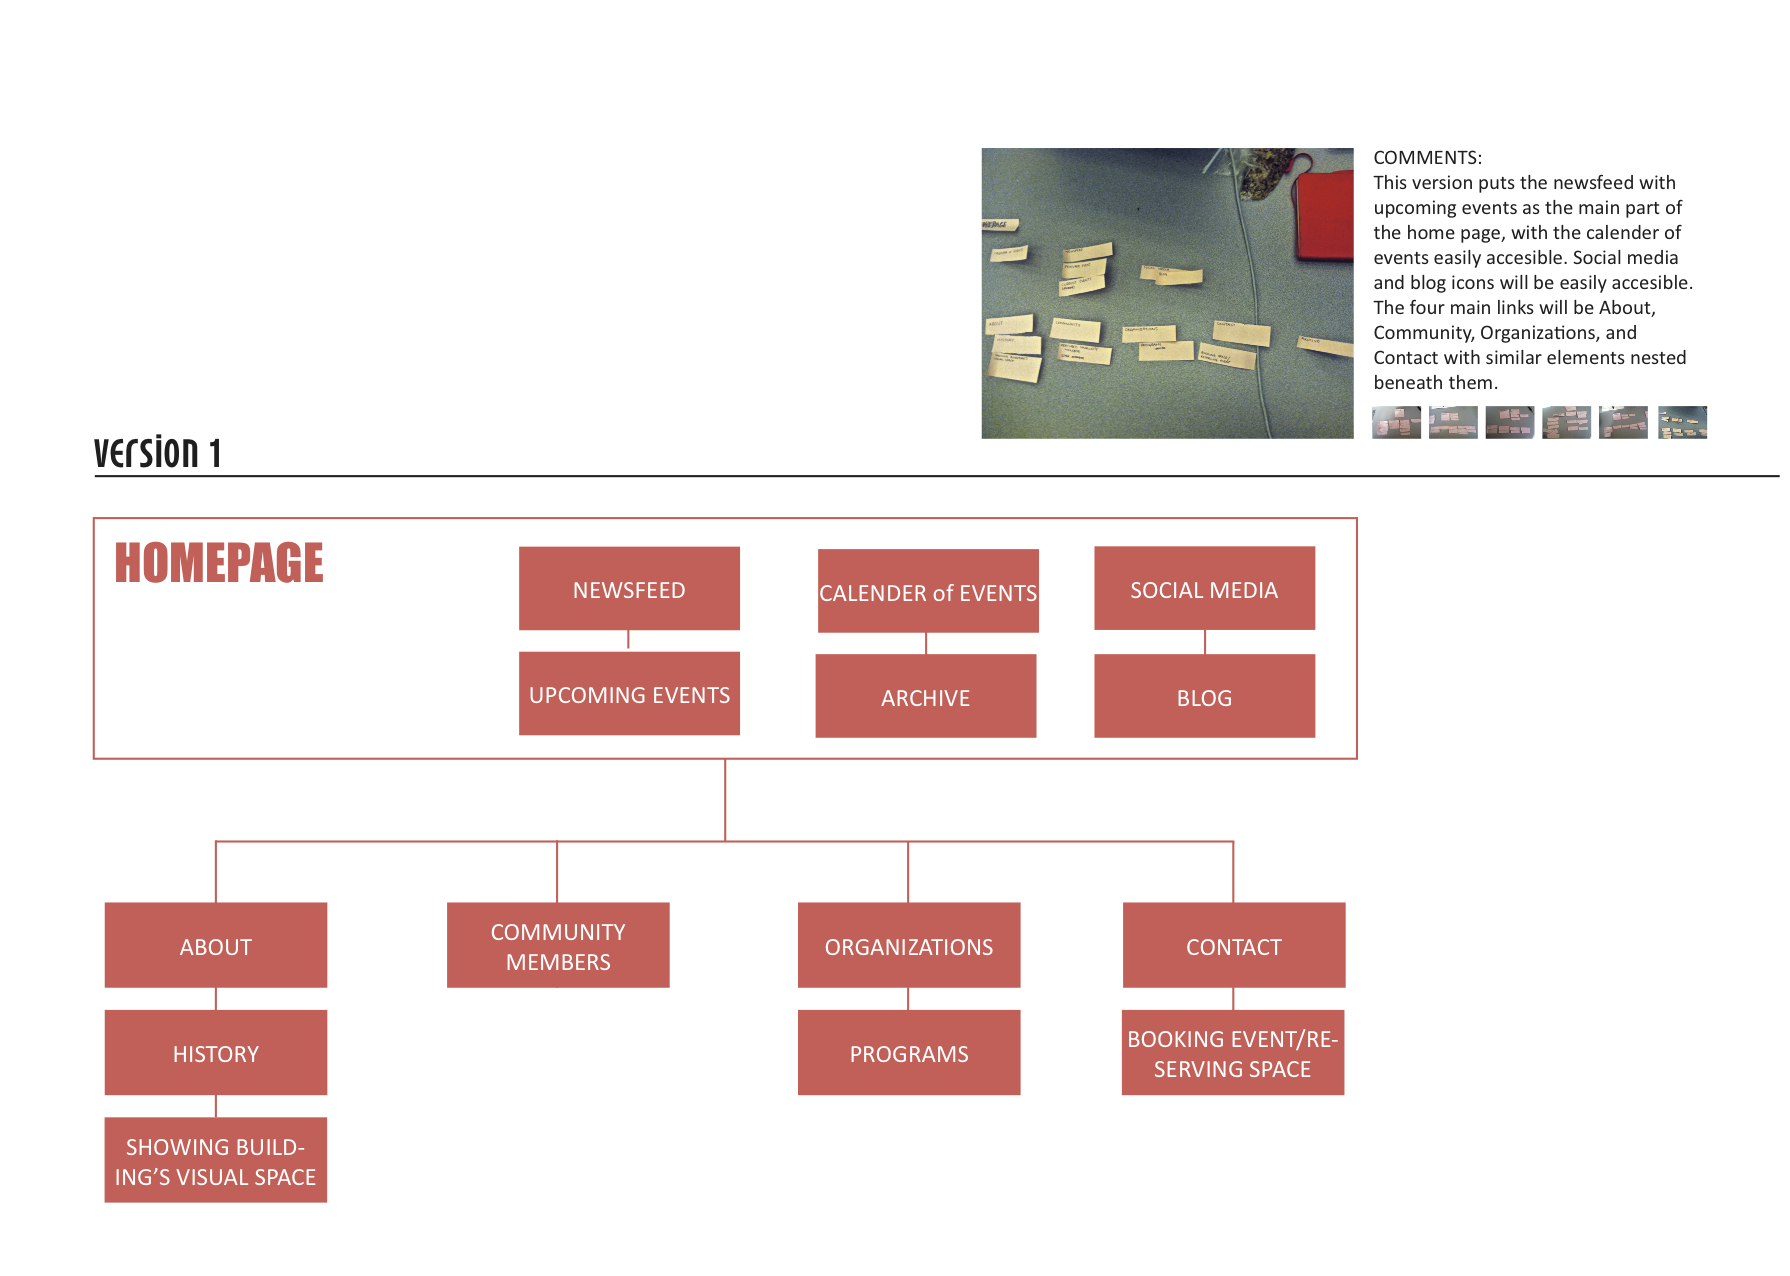 COMMENTS:
This version puts the newsfeed with
upcoming events as the main part of
the home page, with the calender of
events easily accesible. Social media
and blog icons will be easily accesible.
The four main links will be About,
Community, Organizations, and
Contact with similar elements nested
beneath them.
version 1
HOMEPAGE
NEWSFEED
CALENDER of EVENTS
SOCIAL MEDIA
UPCOMING EVENTS
ARCHIVE
BLOG
ABOUT
COMMUNITY
MEMBERS
ORGANIZATIONS
CONTACT
HISTORY
PROGRAMS
BOOKING EVENT/RE-
SERVING SPACE
SHOWING BUILD-
ING’S VISUAL SPACE